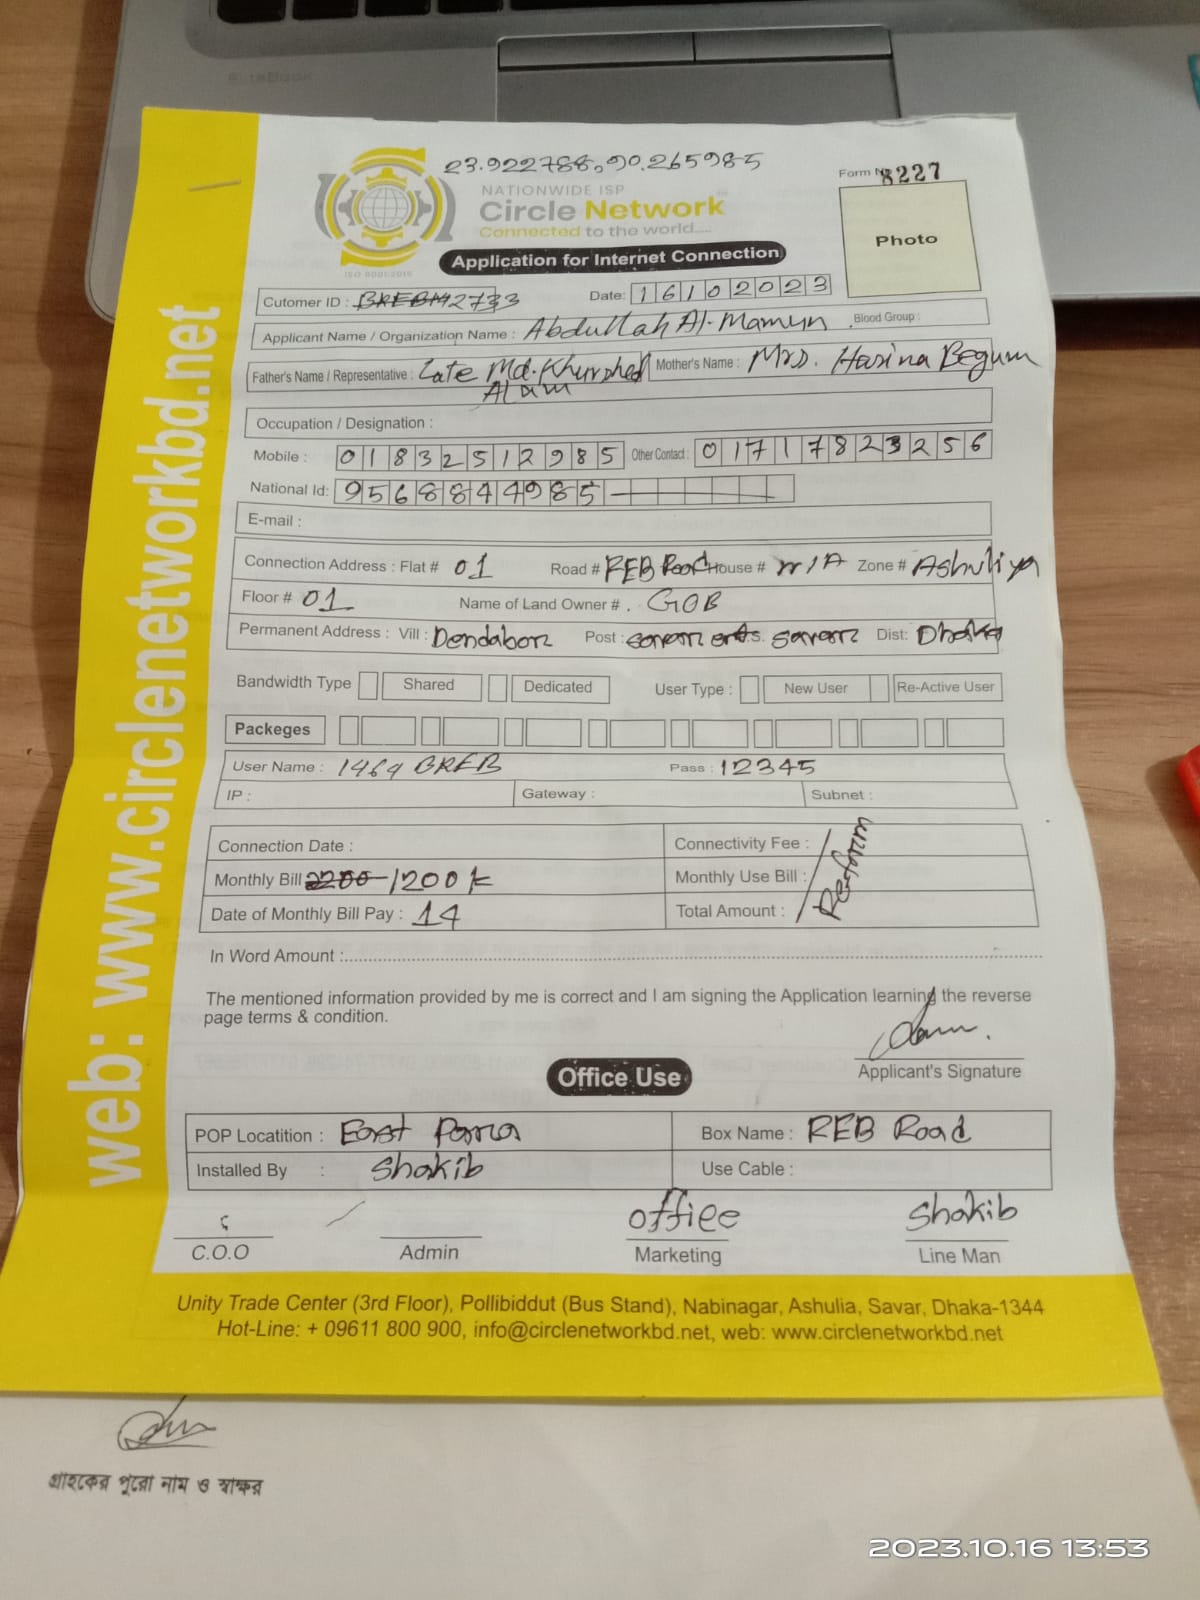 EliteBook
23.922788,90.265985
Form No 8227
NATIONWIDE ISP
Circle Network
Connected to the world....
ISO 9001:2015
Photo
Application for Internet Connection
Cutomer ID : 2733
Date: 16102023
Applicant Name / Organization Name : Abdullah Al-Mamun Blood Group :
Father's Name / Representative : Late Md. Khurshed Alam Mother's Name : Mrs. Hasina Begum
Occupation / Designation :
Mobile : 01832512985 Other Contact : 01717823256
National Id: 9568844985
E-mail :
Connection Address : Flat # 01 Road # REB Road House # N/A Zone # Ashuliya
Floor # 01 Name of Land Owner # . GOB
Permanent Address : Vill : Dendabor Post : P.S. savar Dist: Dhaka
Bandwidth Type Shared Dedicated User Type : New User Re-Active User
Packeges
User Name : 1464 BREB Pass : 12345
IP : Gateway : Subnet :
Connection Date : Connectivity Fee :
Monthly Bill 2200 1200 k Monthly Use Bill :
Date of Monthly Bill Pay : 14 Total Amount :
In Word Amount :
The mentioned information provided by me is correct and I am signing the Application learning the reverse
page terms & condition.
Applicant's Signature
Office Use
POP Locatition : East Para Box Name : REB Road
Installed By : Shakib Use Cable :
office Shakib
C.O.O Admin Marketing Line Man
Unity Trade Center (3rd Floor), Pollibiddut (Bus Stand), Nabinagar, Ashulia, Savar, Dhaka-1344
Hot-Line: + 09611 800 900, info@circlenetworkbd.net, web: www.circlenetworkbd.net
web: www.circlenetworkbd.net
গ্রাহকের পুরো নাম ও স্বাক্ষর
2023.10.16 13:53